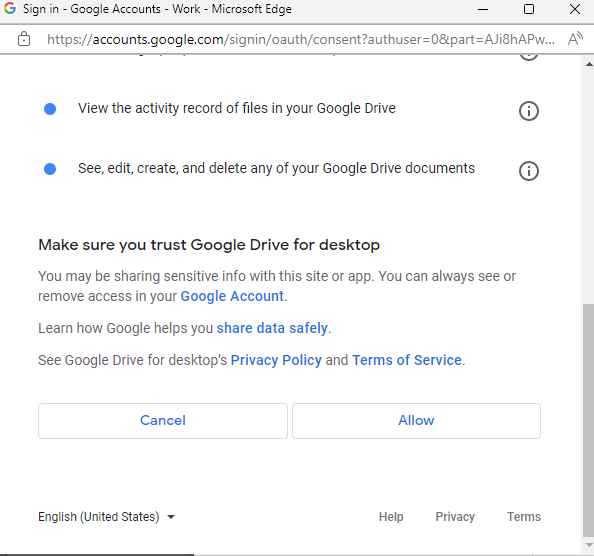 Sign in - Google Accounts - Work - Microsoft Edge
https://accounts.google.com/signin/oauth/consent?authuser=0&part=AJi8hAPw...
View the activity record of files in your Google Drive
See, edit, create, and delete any of your Google Drive documents
Make sure you trust Google Drive for desktop
You may be sharing sensitive info with this site or app. You can always see or
remove access in your Google Account.
Learn how Google helps you share data safely.
See Google Drive for desktop's Privacy Policy and Terms of Service.
Cancel Allow
English (United States) Help Privacy Terms